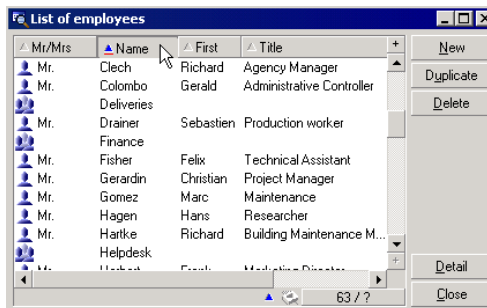 List of employees
Mr/Mrs Name First Title + New
Mr. Clech Richard Agency Manager
Duplicate
Mr. Colombo Gerald Administrative Controller
Deliveries Delete
Mr. Drainer Sebastien Production worker
Finance
Mr. Fisher Felix Technical Assistant
Mr. Gerardin Christian Project Manager
Mr. Gomez Marc Maintenance
Mr. Hagen Hans Researcher
Mr. Hartke Richard Building Maintenance M...
Helpdesk
Detail
63 / ? Close